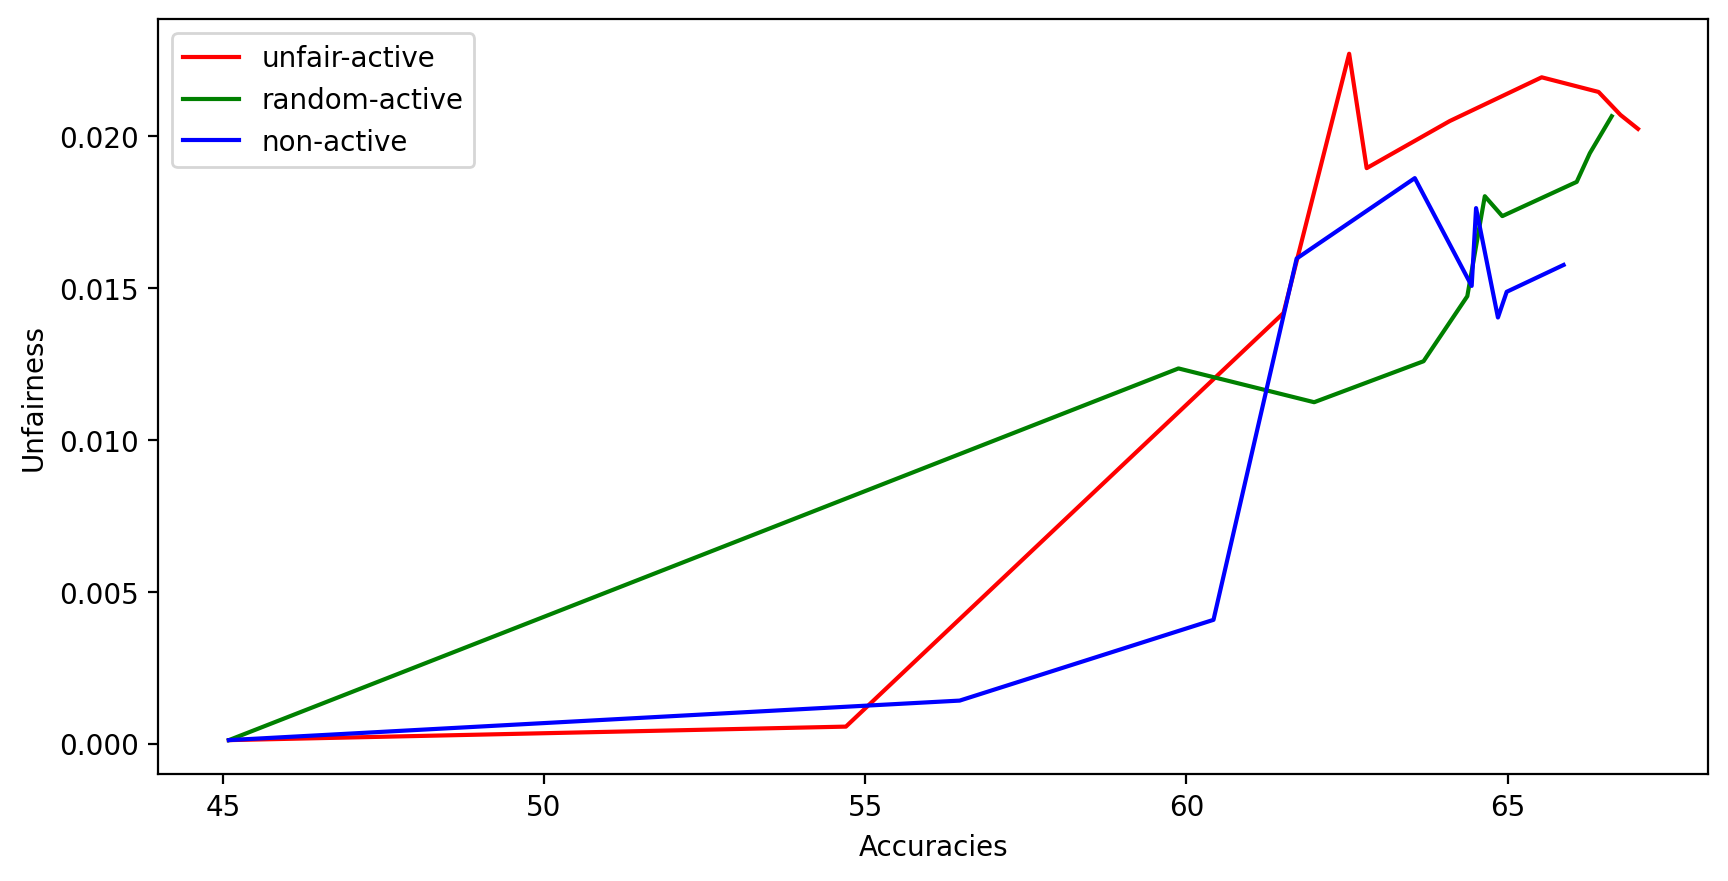 unfair-active
random-active
non-active
Unfairness
0.020
0.015
0.010
0.005
0.000
45 50 55 60 65
Accuracies